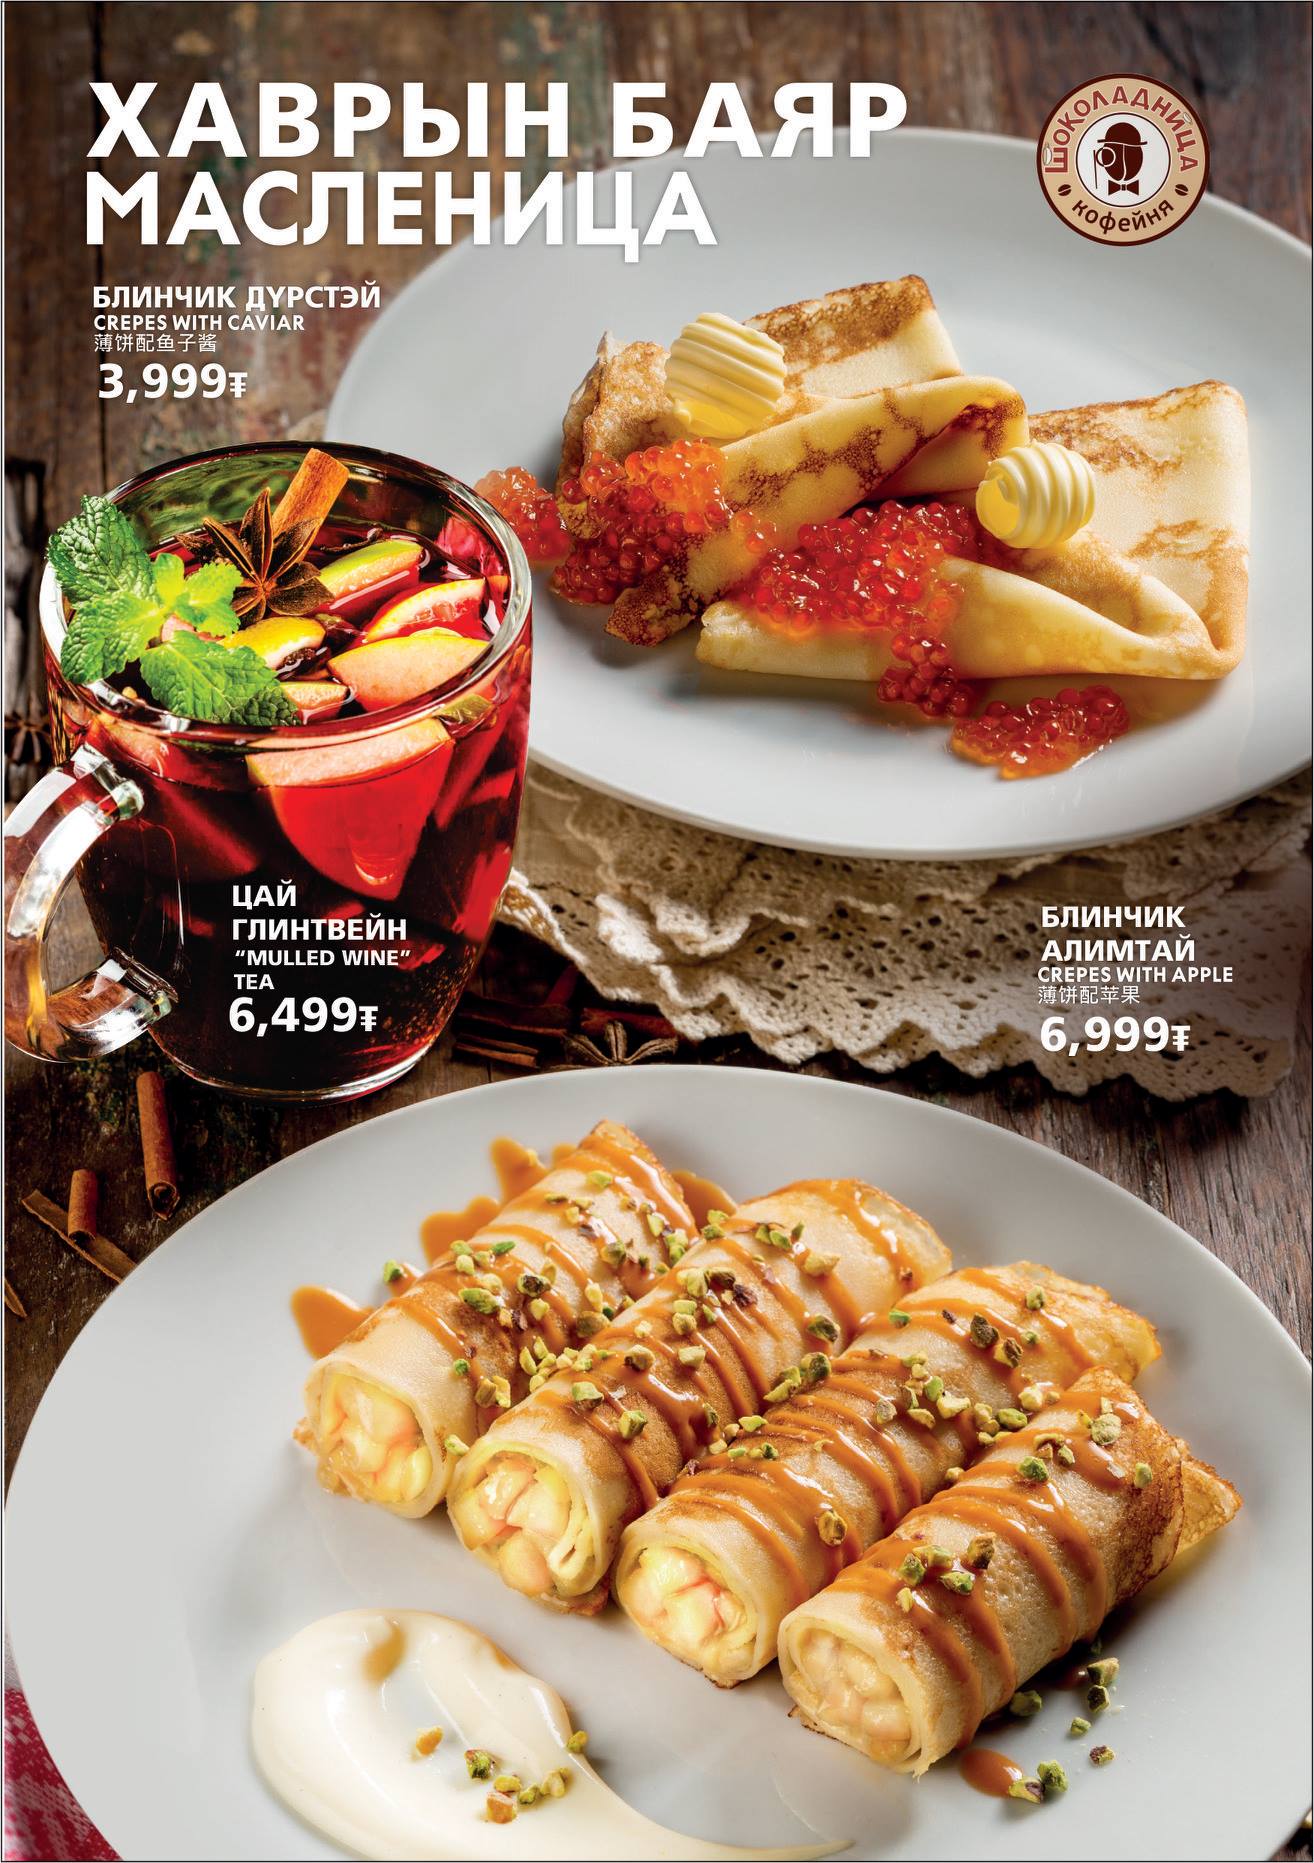 ХАВРЫН БАЯР
МАСЛЕНИЦА
ШОКОЛАДНИЦА
кофейня
БЛИНЧИК ДҮРСТЭЙ
CREPES WITH CAVIAR
薄饼配鱼子酱
3,999₮
ЦАЙ
ГЛИНТВЕЙН
“MULLED WINE”
TEA
6,499₮
БЛИНЧИК
АЛИМТАЙ
CREPES WITH APPLE
薄饼配苹果
6,999₮